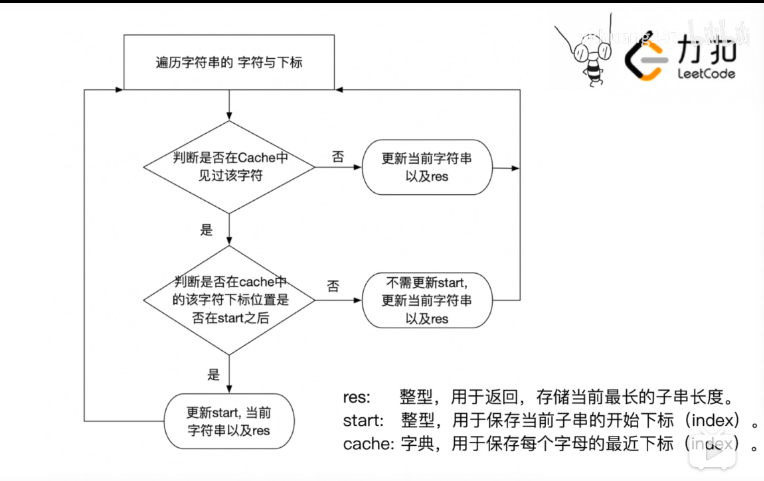 力扣
LeetCode
遍历字符串的 字符与下标
判断是否在Cache中
见过该字符
否
更新当前字符串
以及res
是
判断是否在cache中
的该字符下标位置是
否在start之后
否
不需更新start,
更新当前字符串
以及res
是
更新start, 当前
字符串以及res
res: 整型，用于返回，存储当前最长的子串长度。
start: 整型，用于保存当前子串的开始下标（index）。
cache: 字典，用于保存每个字母的最近下标（index）。